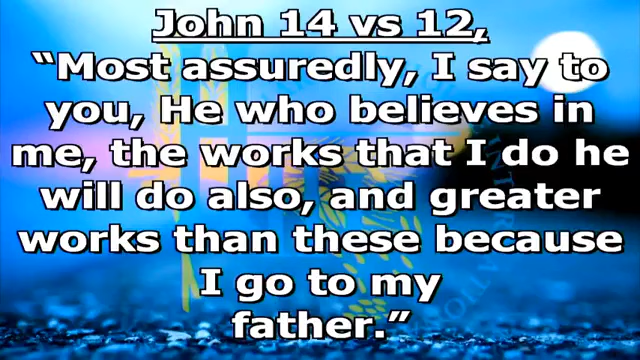 John 14 vs 12,
“Most assuredly, I say to
you, He who believes in
me, the works that I do he
will do also, and greater
works than these because
I go to my
father.”